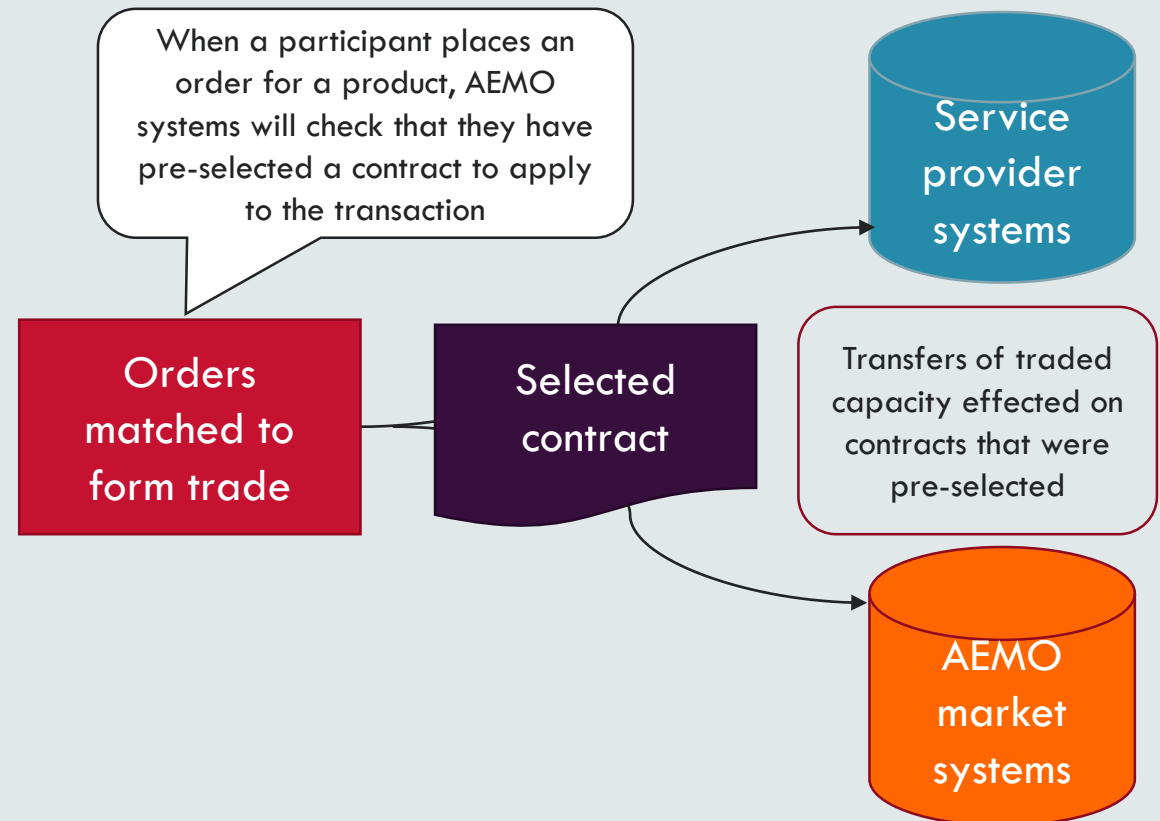 When a participant places an
order for a product, AEMO
systems will check that they have
pre-selected a contract to apply
to the transaction
Service
provider
systems
Orders
matched to
form trade
Selected
contract
Transfers of traded
capacity effected on
contracts that were
pre-selected
AEMO
market
systems